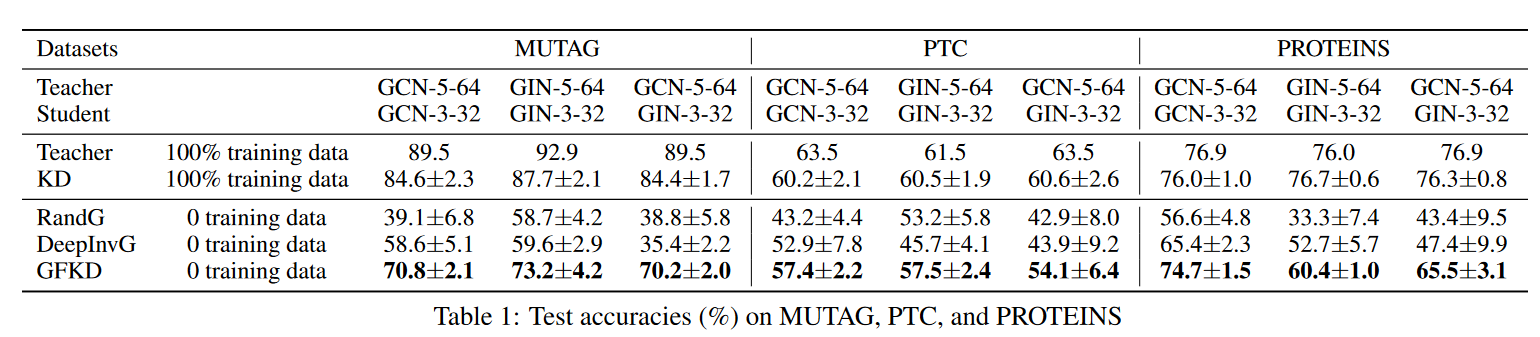 Datasets MUTAG PTC PROTEINS
Teacher GCN-5-64 GIN-5-64 GCN-5-64 GCN-5-64 GIN-5-64 GCN-5-64 GCN-5-64 GIN-5-64 GCN-5-64
Student GCN-3-32 GIN-3-32 GIN-3-32 GCN-3-32 GIN-3-32 GIN-3-32 GCN-3-32 GIN-3-32 GIN-3-32
Teacher 100% training data 89.5 92.9 89.5 63.5 61.5 63.5 76.9 76.0 76.9
KD 100% training data 84.6±2.3 87.7±2.1 84.4±1.7 60.2±2.1 60.5±1.9 60.6±2.6 76.0±1.0 76.7±0.6 76.3±0.8
RandG 0 training data 39.1±6.8 58.7±4.2 38.8±5.8 43.2±4.4 53.2±5.8 42.9±8.0 56.6±4.8 33.3±7.4 43.4±9.5
DeepInvG 0 training data 58.6±5.1 59.6±2.9 35.4±2.2 52.9±7.8 45.7±4.1 43.9±9.2 65.4±2.3 52.7±5.7 47.4±9.9
GFKD 0 training data 70.8±2.1 73.2±4.2 70.2±2.0 57.4±2.2 57.5±2.4 54.1±6.4 74.7±1.5 60.4±1.0 65.5±3.1
Table 1: Test accuracies (%) on MUTAG, PTC, and PROTEINS